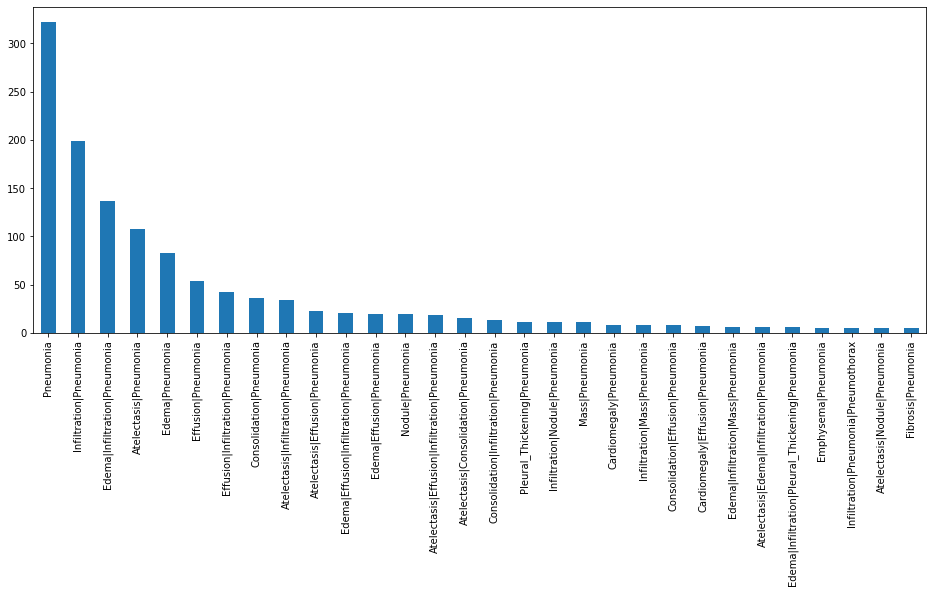 300
250
200
150
100
50
0
Pneumonia
Infiltration|Pneumonia
Edema|Infiltration|Pneumonia
Atelectasis|Pneumonia
Edema|Pneumonia
Effusion|Pneumonia
Effusion|Infiltration|Pneumonia
Consolidation|Pneumonia
Atelectasis|Infiltration|Pneumonia
Atelectasis|Effusion|Pneumonia
Edema|Effusion|Infiltration|Pneumonia
Edema|Effusion|Pneumonia
Nodule|Pneumonia
Atelectasis|Effusion|Infiltration|Pneumonia
Atelectasis|Consolidation|Pneumonia
Consolidation|Infiltration|Pneumonia
Pleural_Thickening|Pneumonia
Infiltration|Nodule|Pneumonia
Mass|Pneumonia
Cardiomegaly|Pneumonia
Infiltration|Mass|Pneumonia
Consolidation|Effusion|Pneumonia
Cardiomegaly|Effusion|Pneumonia
Edema|Infiltration|Mass|Pneumonia
Atelectasis|Edema|Infiltration|Pneumonia
Edema|Infiltration|Pleural_Thickening|Pneumonia
Emphysema|Pneumonia
Infiltration|Pneumonia|Pneumothorax
Atelectasis|Nodule|Pneumonia
Fibrosis|Pneumonia